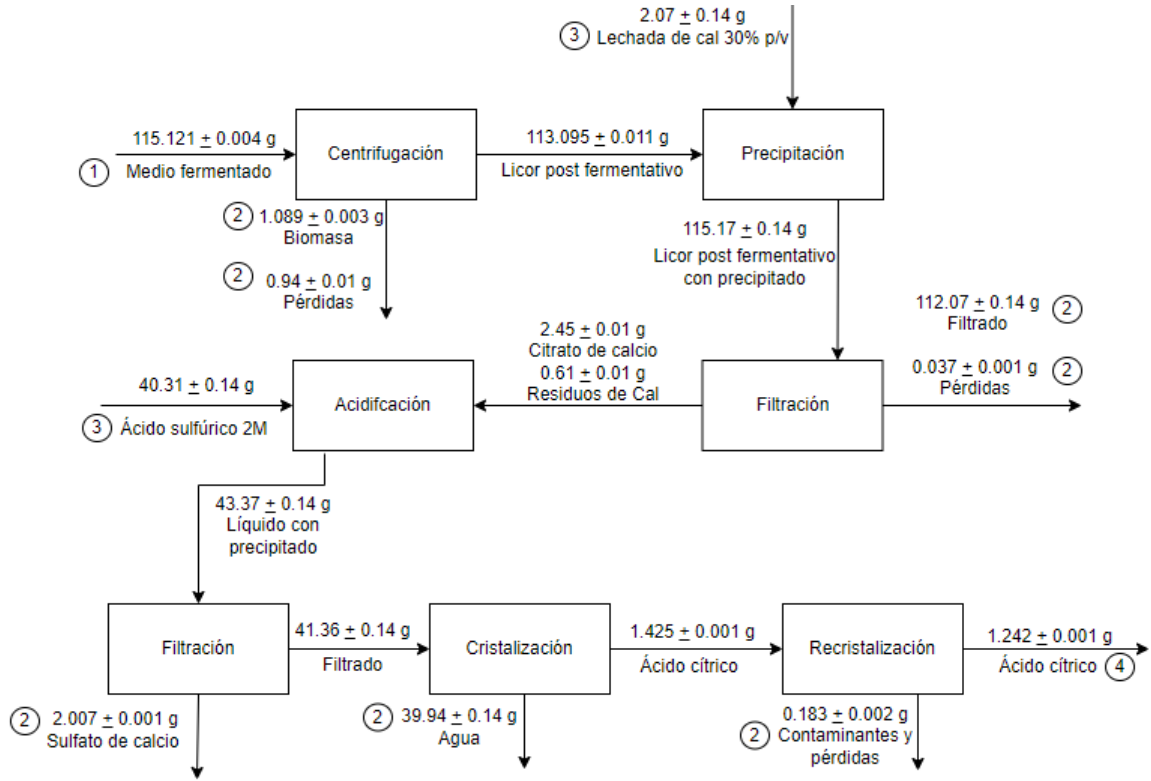 2.07 ± 0.14 g
3 Lechada de cal 30% p/v
115.121 ± 0.004 g
1 Medio fermentado
Centrifugación
113.095 ± 0.011 g
Licor post fermentativo
Precipitación
2 1.089 ± 0.003 g
Biomasa
2 0.94 ± 0.01 g
Pérdidas
115.17 ± 0.14 g
Licor post fermentativo
con precipitado
112.07 ± 0.14 g 2
Filtrado
0.037 ± 0.001 g 2
Pérdidas
2.45 ± 0.01 g
Citrato de calcio
0.61 ± 0.01 g
Residuos de Cal
40.31 ± 0.14 g
3 Ácido sulfúrico 2M
Acidifcación
Filtración
43.37 ± 0.14 g
Líquido con
precipitado
Filtración
41.36 ± 0.14 g
Filtrado
Cristalización
1.425 ± 0.001 g
Ácido cítrico
Recristalización
1.242 ± 0.001 g
Ácido cítrico 4
2 2.007 ± 0.001 g
Sulfato de calcio
2 39.94 ± 0.14 g
Agua
0.183 ± 0.002 g
2 Contaminantes y
pérdidas